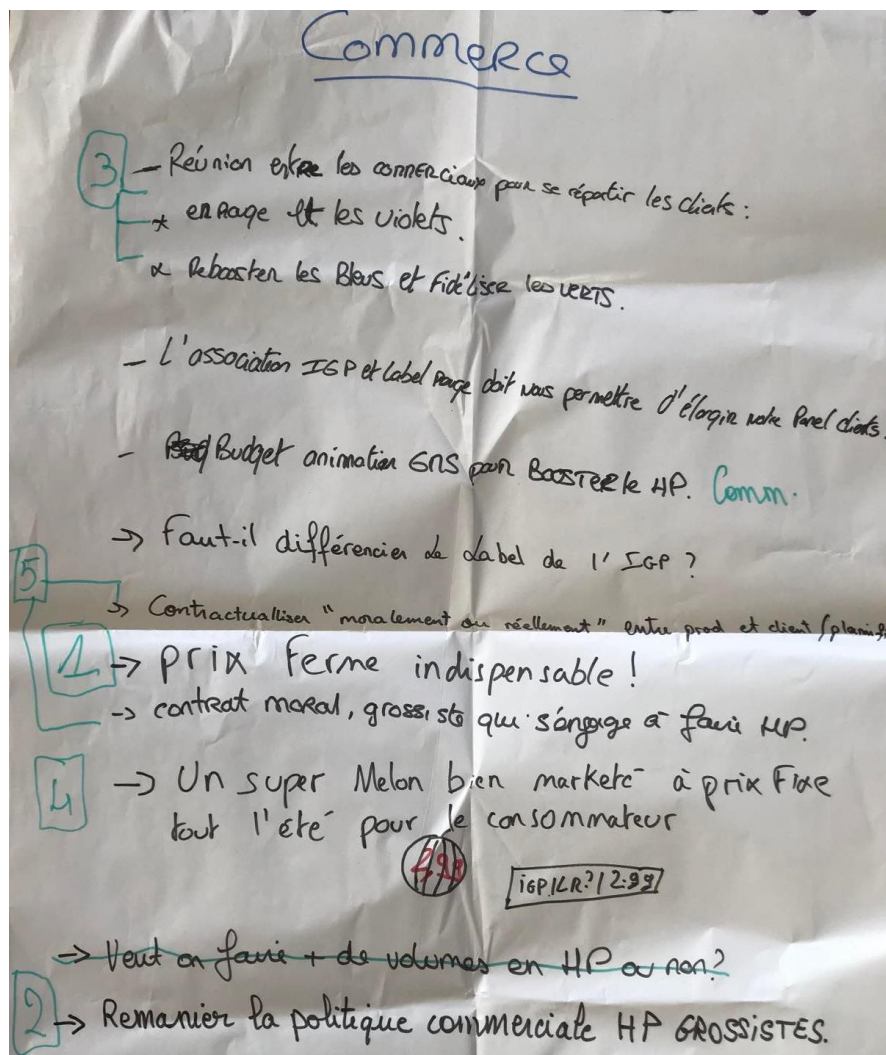 Commerce
3 - Réunion entre les commerciaux pour se répartir les clients :
* en Rage et les violets.
∝ Rebooster les Bleus et Fidéliser les VERTS.
- L'association IGP et Label Rouge doit nous permettre d'élargir notre Panel clients.
- Budget animation GMS pour BOOSTER le HP. Comm.
→ Faut-il différencier le Label de l'IGP ?
5
→ Contractualliser "moralement ou réellement" entre prod et client
1 → prix Ferme indispensable !
→ contrat moral, grossiste qui s'engage à faire HP.
4 → Un super Melon bien marketé à prix Fixe
tout l'été pour le consommateur
IGP/LR?/2.99
→ Veut on faire + de volumes en HP ou non?
2 → Remanier la politique commerciale HP GROSSISTES.